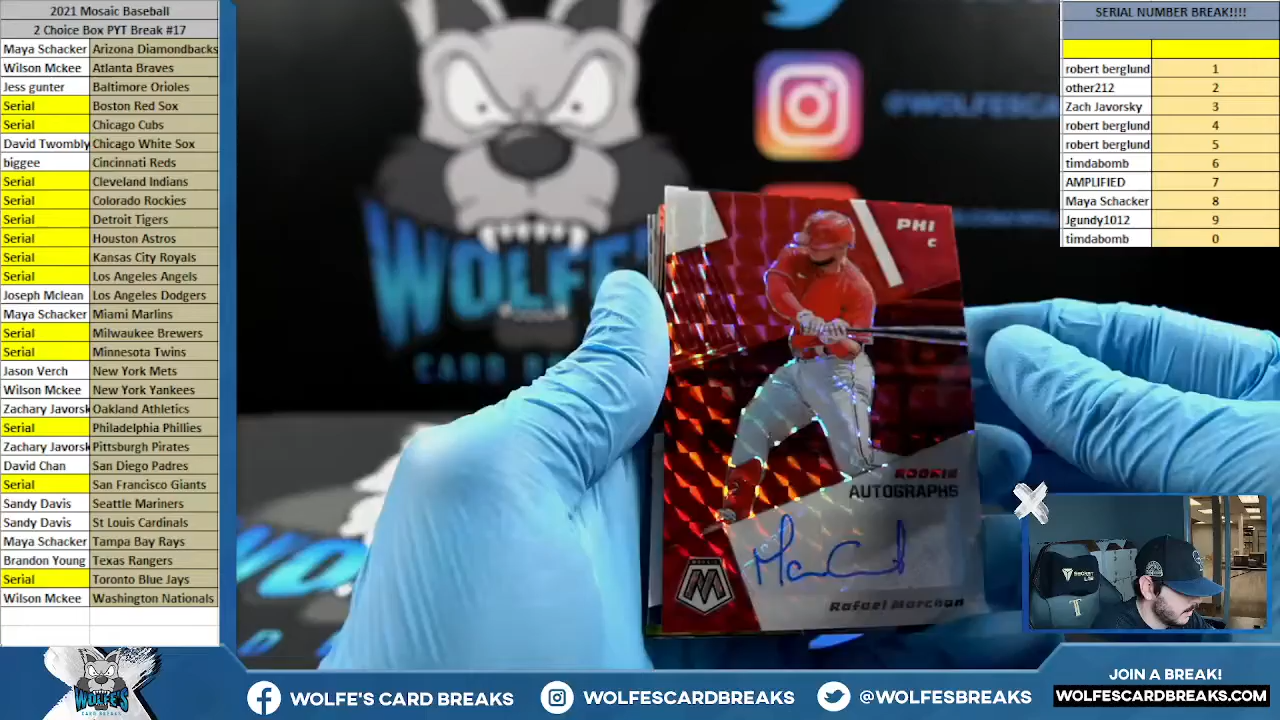 2021 Mosaic Baseball
2 Choice Box PYT Break #17
Maya Schacker Arizona Diamondbacks
Wilson Mckee Atlanta Braves
Jess gunter Baltimore Orioles
Serial Boston Red Sox
Serial Chicago Cubs
David Twombly Chicago White Sox
biggee Cincinnati Reds
Serial Cleveland Indians
Serial Colorado Rockies
Serial Detroit Tigers
Serial Houston Astros
Serial Kansas City Royals
Serial Los Angeles Angels
Joseph Mclean Los Angeles Dodgers
Maya Schacker Miami Marlins
Serial Milwaukee Brewers
Serial Minnesota Twins
Jason Verch New York Mets
Wilson Mckee New York Yankees
Zachary Javorsk Oakland Athletics
Serial Philadelphia Phillies
Zachary Javorsk Pittsburgh Pirates
David Chan San Diego Padres
Serial San Francisco Giants
Sandy Davis Seattle Mariners
Sandy Davis St Louis Cardinals
Maya Schacker Tampa Bay Rays
Brandon Young Texas Rangers
Serial Toronto Blue Jays
Wilson Mckee Washington Nationals
SERIAL NUMBER BREAK!!!!
robert berglund 1
other212 2
Zach Javorsky 3
robert berglund 4
robert berglund 5
timdabomb 6
AMPLIFIED 7
Maya Schacker 8
Jgundy1012 9
timdabomb 0
@WOLFESCA
WOLFE
CARD
PHI
C
ROOKIE
AUTOGRAPHS
Rafael Marchan
MOSAIC
M
WOLFE'S
CARD BREAKS
WOLFE'S CARD BREAKS
WOLFESCARDBREAKS
@WOLFESBREAKS
JOIN A BREAK!
WOLFESCARDBREAKS.COM